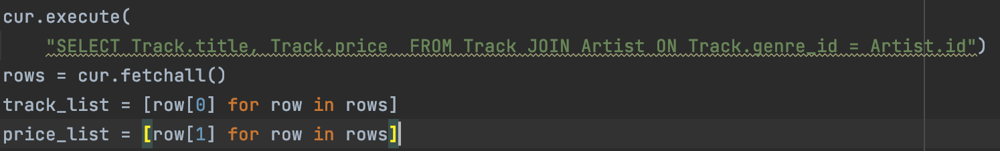 cur.execute(
    "SELECT Track.title, Track.price  FROM Track JOIN Artist ON Track.genre_id = Artist.id")
rows = cur.fetchall()
track_list = [row[0] for row in rows]
price_list = [row[1] for row in rows]